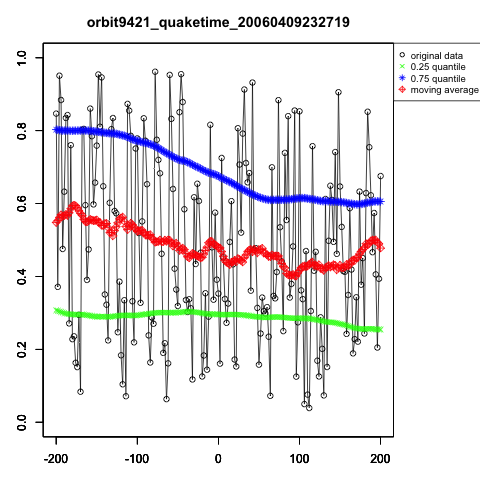 orbit9421_quaketime_20060409232719
original data
0.25 quantile
0.75 quantile
moving average
1.0
0.8
0.6
0.4
0.2
0.0
-200 -100 0 100 200